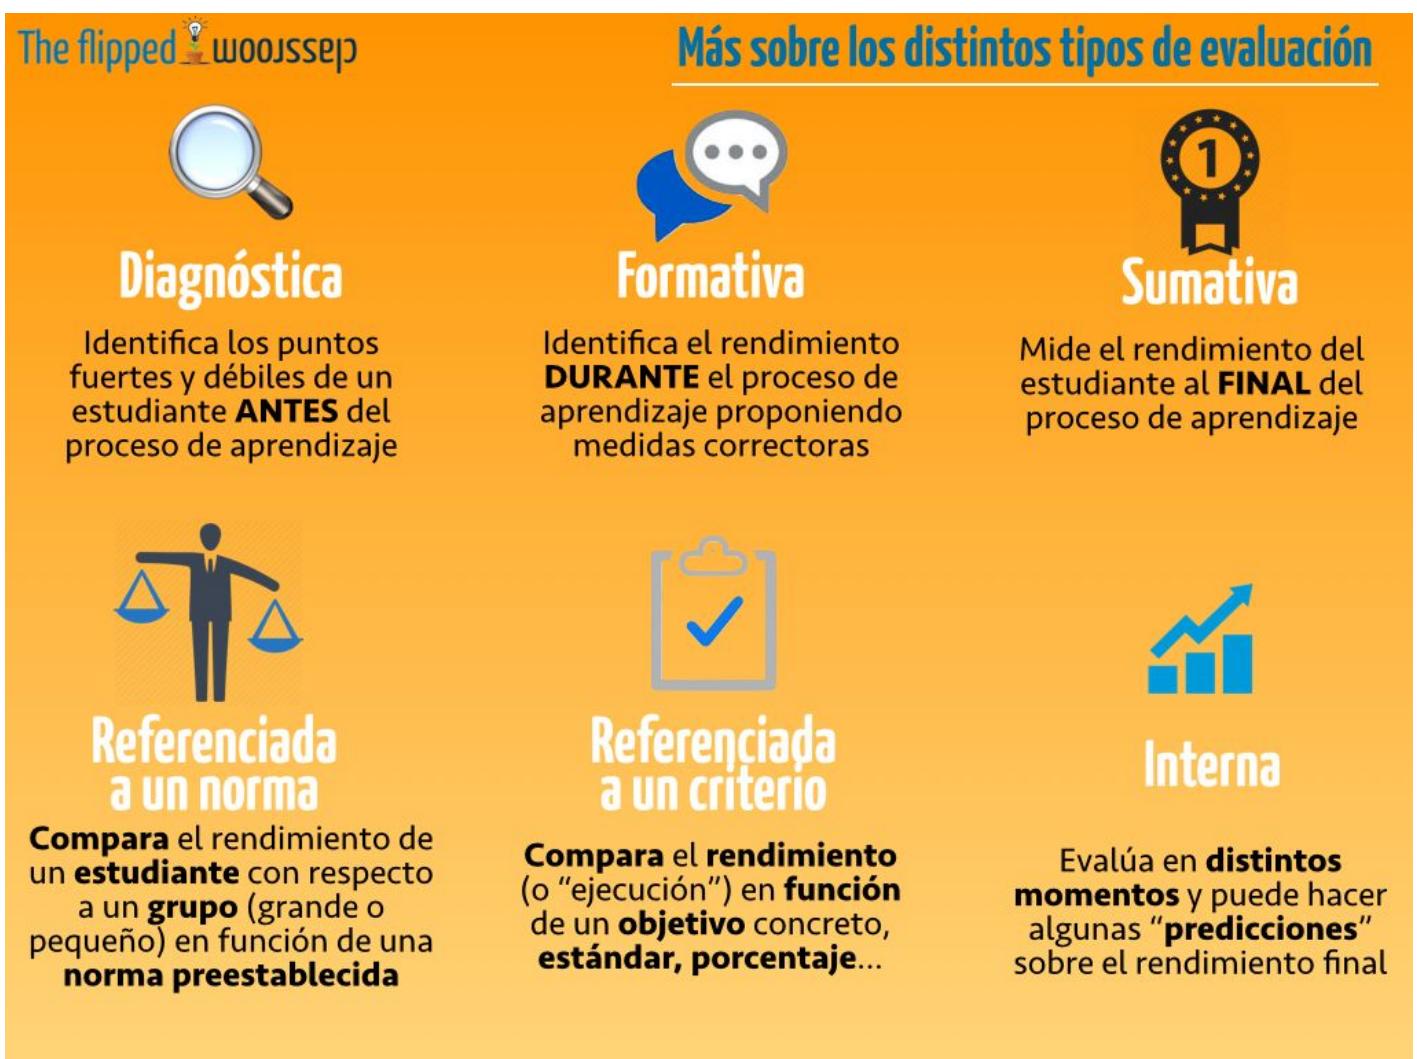 The flipped classroom
Más sobre los distintos tipos de evaluación
1
Diagnóstica
Identifica los puntos
fuertes y débiles de un
estudiante ANTES del
proceso de aprendizaje
Formativa
Identifica el rendimiento
DURANTE el proceso de
aprendizaje proponiendo
medidas correctoras
Sumativa
Mide el rendimiento del
estudiante al FINAL del
proceso de aprendizaje
Referenciada
a un norma
Compara el rendimiento de
un estudiante con respecto
a un grupo (grande o
pequeño) en función de una
norma preestablecida
Referenciada
a un criterio
Compara el rendimiento
(o “ejecución”) en función
de un objetivo concreto,
estándar, porcentaje...
Interna
Evalúa en distintos
momentos y puede hacer
algunas “predicciones”
sobre el rendimiento final